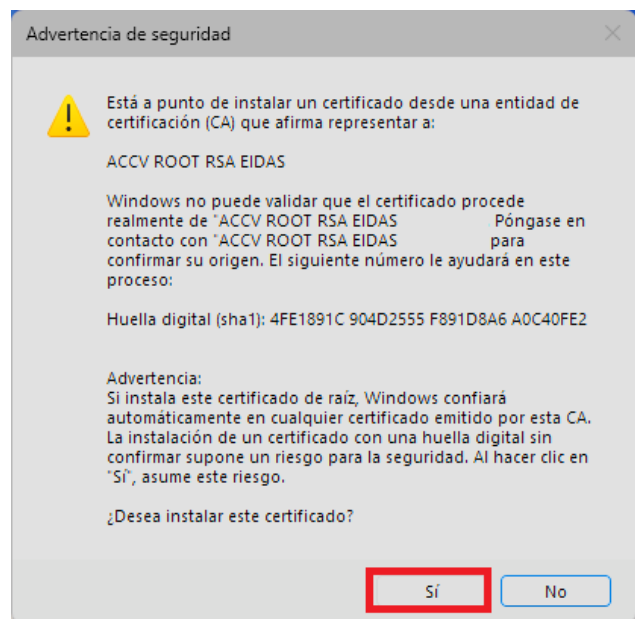 Advertencia de seguridad
Está a punto de instalar un certificado desde una entidad de
certificación (CA) que afirma representar a:
ACCV ROOT RSA EIDAS
Windows no puede validar que el certificado procede
realmente de "ACCV ROOT RSA EIDAS Póngase en
contacto con "ACCV ROOT RSA EIDAS para
confirmar su origen. El siguiente número le ayudará en este
proceso:
Huella digital (sha1): 4FE1891C 904D2555 F891D8A6 A0C40FE2
Advertencia:
Si instala este certificado de raíz, Windows confiará
automáticamente en cualquier certificado emitido por esta CA.
La instalación de un certificado con una huella digital sin
confirmar supone un riesgo para la seguridad. Al hacer clic en
"Sí", asume este riesgo.
¿Desea instalar este certificado?
Sí No